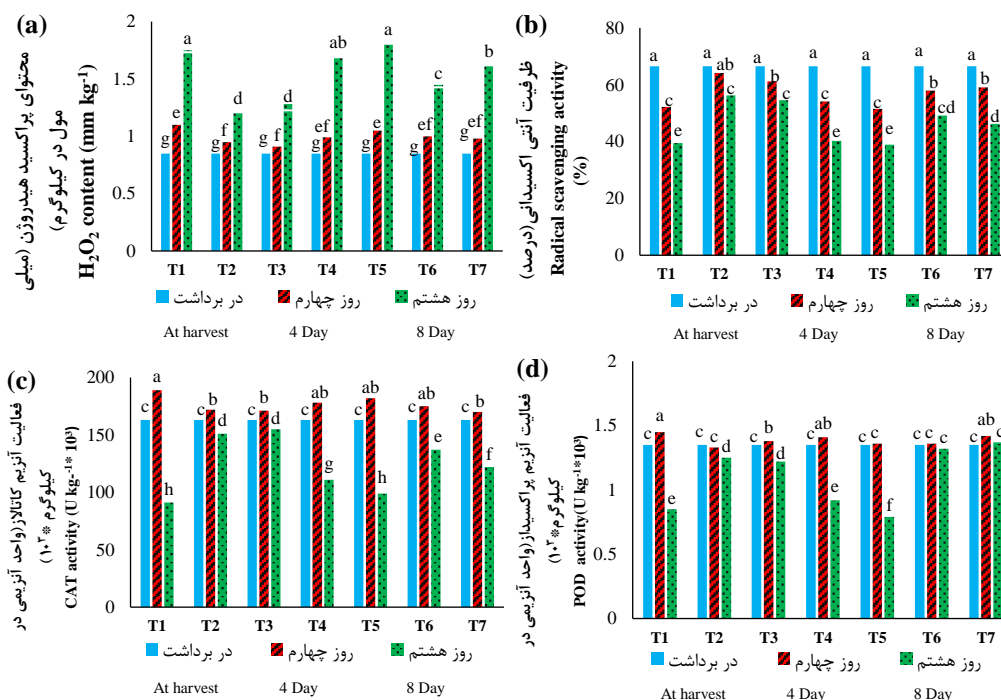 (a)
محتوای پراکسید هیدروژن (میلی
مول در کیلوگرم)
H₂O₂ content (mm kg⁻¹)
2
1.5
1
0.5
0
g e a
g f d
g f d
g ef ab
g e a
g ef c
g ef b
T1 T2 T3 T4 T5 T6 T7
در برداشت روز چهارم روز هشتم
At harvest 4 Day 8 Day
(b)
ظرفیت آنتی اکسیدانی(درصد)
Radical scavenging activity
(%)
80
60
40
20
0
a c e
a ab c
a b c
a c e
a c e
a b cd
a b d
T1 T2 T3 T4 T5 T6 T7
در برداشت روز چهارم روز هشتم
At harvest 4 Day 8 Day
(c)
فعالیت آنزیم کاتالاز(واحد آنزیمی در
کیلوگرم *۱۰۳)
CAT activity (U kg⁻¹* 10³)
200
150
100
50
0
c a h
c b d
c b d
c ab g
c ab h
c ab e
c b f
T1 T2 T3 T4 T5 T6 T7
در برداشت روز چهارم روز هشتم
At harvest 4 Day 8 Day
(d)
فعالیت آنزیم پراکسیداز(واحد آنزیمی در
کیلوگرم*۱۰۳)
POD activity(U kg⁻¹*10³)
2
1.5
1
0.5
0
c a e
c c d
c b d
c ab e
c c f
c c c
c ab c
T1 T2 T3 T4 T5 T6 T7
در برداشت روز چهارم روز هشتم
At harvest 4 Day 8 Day